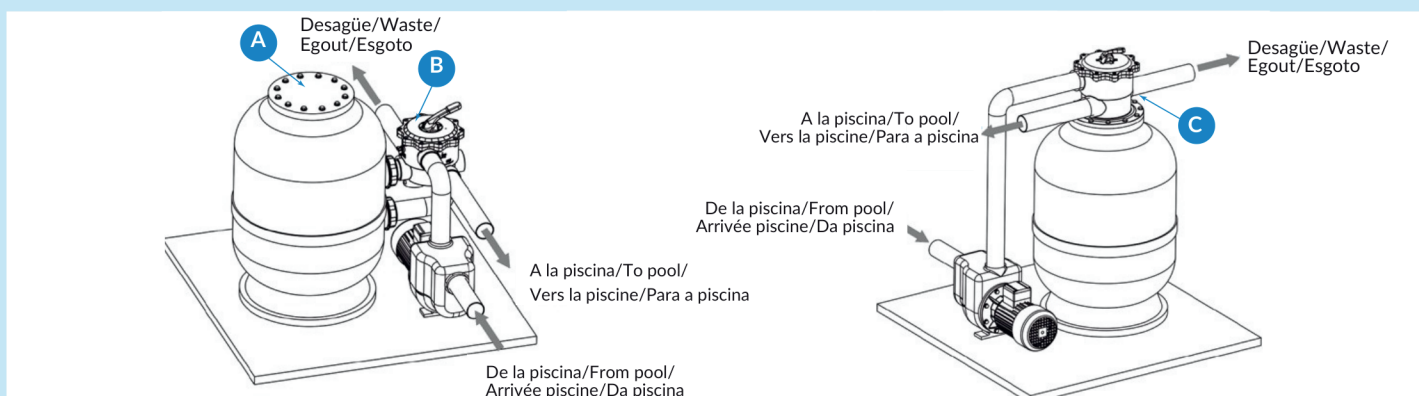 A
Desagüe/Waste/
Egout/Esgoto
B
A la piscina/To pool/
Vers la piscine/Para a piscina
De la piscina/From pool/
Arrivée piscine/Da piscina
Desagüe/Waste/
Egout/Esgoto
A la piscina/To pool/
Vers la piscine/Para a piscina
C
De la piscina/From pool/
Arrivée piscine/Da piscina